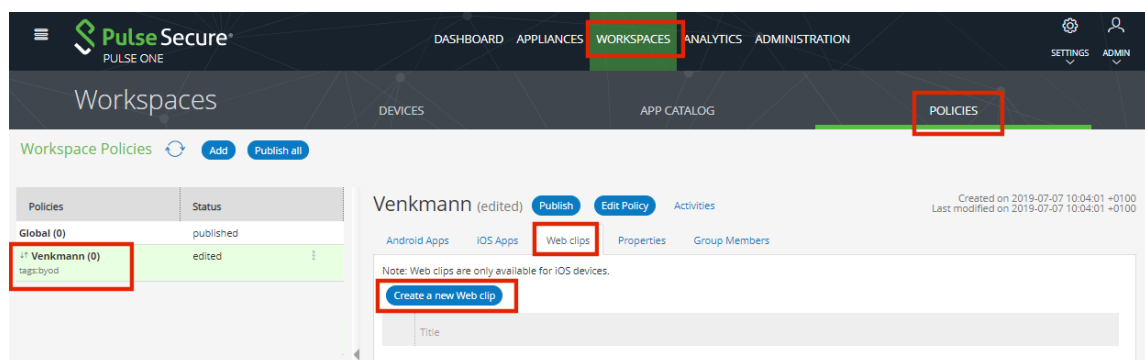 Pulse Secure®
PULSE ONE
DASHBOARD APPLIANCES WORKSPACES ANALYTICS ADMINISTRATION
SETTINGS ADMIN
Workspaces
DEVICES APP CATALOG POLICIES
Workspace Policies Add Publish all
Policies Status
Global (0) published
Venkmann (0) edited
tags:byod
Venkmann (edited) Publish Edit Policy Activities
Created on 2019-07-07 10:04:01 +0100
Last modified on 2019-07-07 10:04:01 +0100
Android Apps iOS Apps Web clips Properties Group Members
Note: Web clips are only available for iOS devices.
Create a new Web clip
Title